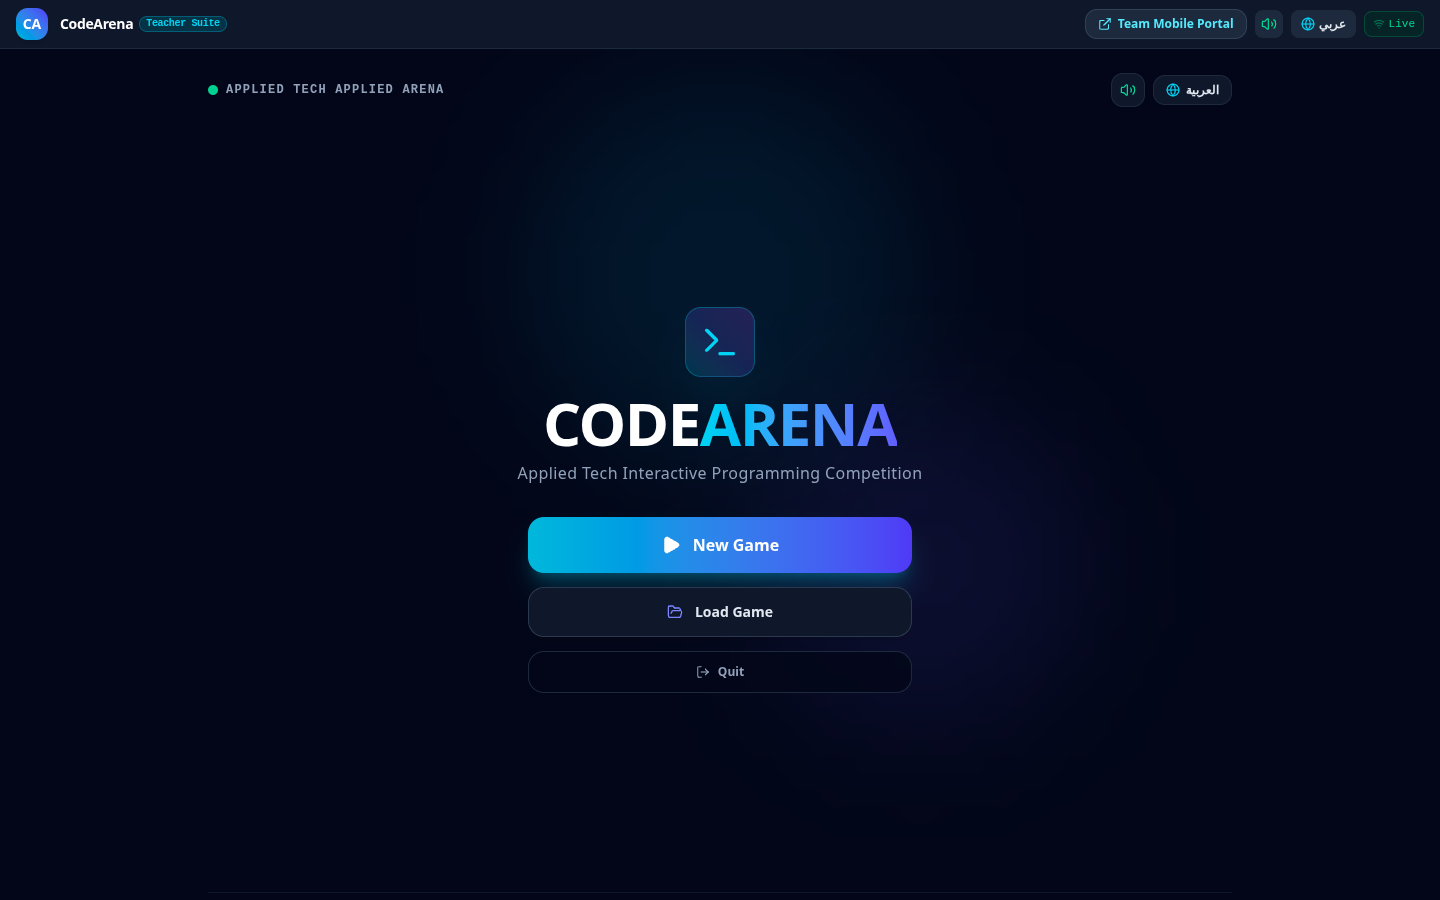 CA CodeArena Teacher Suite Team Mobile Portal عربي Live
APPLIED TECH APPLIED ARENA العربية
CODEARENA
Applied Tech Interactive Programming Competition
New Game
Load Game
Quit